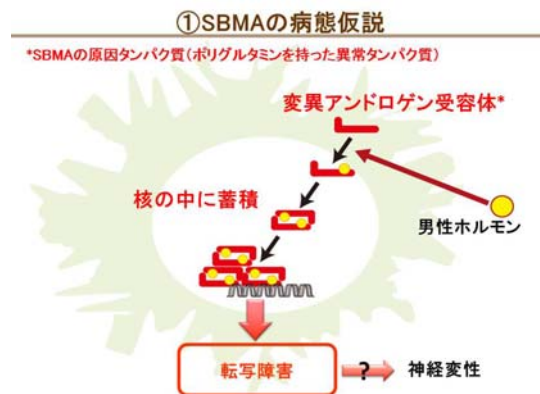 ①SBMAの病態仮説
*SBMAの原因タンパク質(ポリグルタミンを持った異常タンパク質)
変異アンドロゲン受容体*
核の中に蓄積
男性ホルモン
転写障害
?
神経変性